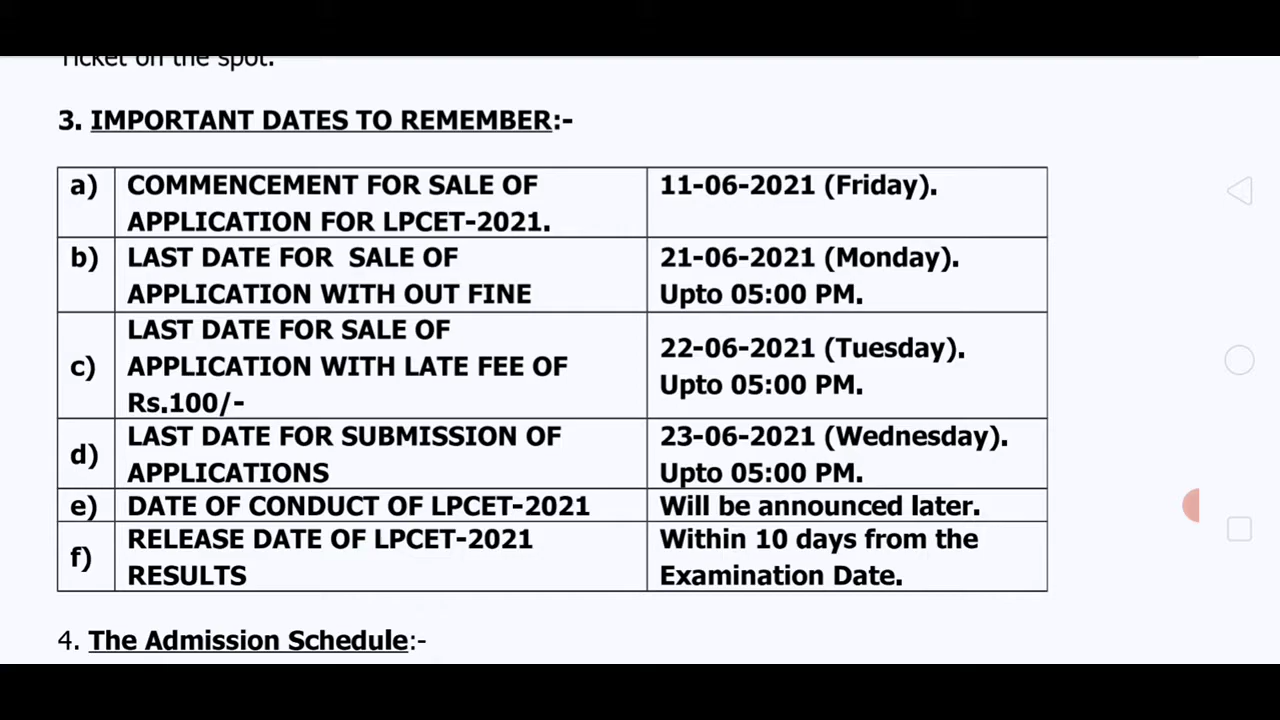 Ticket on the spot.
3. IMPORTANT DATES TO REMEMBER:-
a) COMMENCEMENT FOR SALE OF APPLICATION FOR LPCET-2021. 11-06-2021 (Friday).
b) LAST DATE FOR SALE OF APPLICATION WITH OUT FINE 21-06-2021 (Monday). Upto 05:00 PM.
c) LAST DATE FOR SALE OF APPLICATION WITH LATE FEE OF Rs.100/- 22-06-2021 (Tuesday). Upto 05:00 PM.
d) LAST DATE FOR SUBMISSION OF APPLICATIONS 23-06-2021 (Wednesday). Upto 05:00 PM.
e) DATE OF CONDUCT OF LPCET-2021 Will be announced later.
f) RELEASE DATE OF LPCET-2021 RESULTS Within 10 days from the Examination Date.
4. The Admission Schedule:-